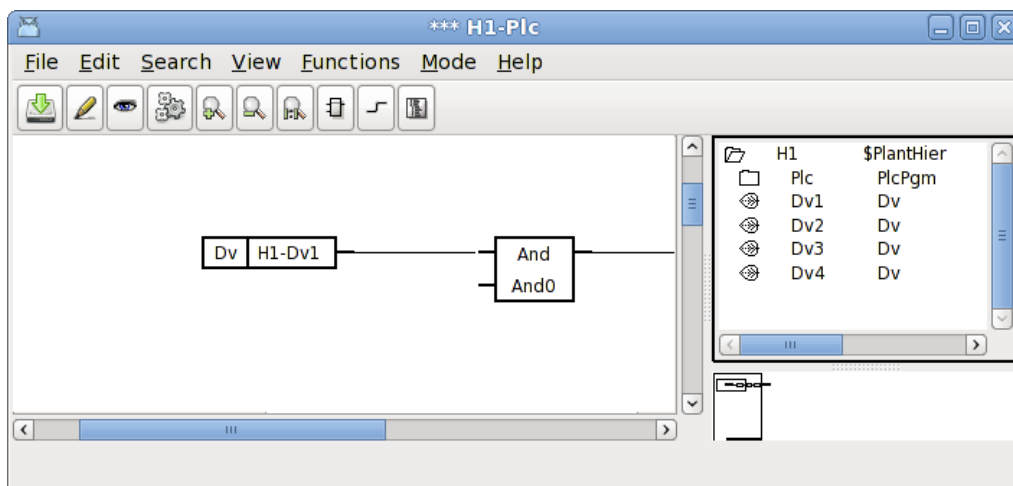 *** H1-Plc
File Edit Search View Functions Mode Help
H1 $PlantHier
Plc PlcPgm
Dv1 Dv
Dv2 Dv
Dv3 Dv
Dv4 Dv
Dv H1-Dv1
And
And0